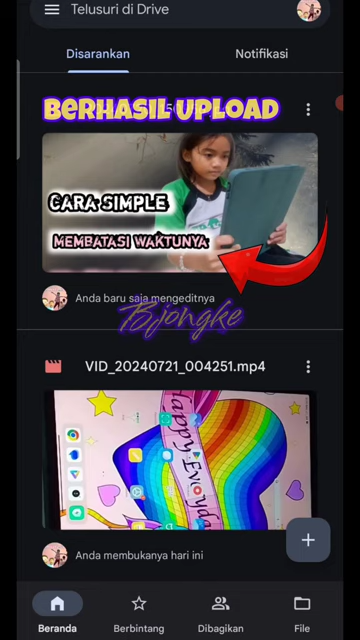 Telusuri di Drive
Disarankan
Notifikasi
BERHASIL UPLOAD
CARA SIMPLE
MEMBATASI WAKTUNYA
Anda baru saja mengeditnya
Bjongke
VID_20240721_004251.mp4
Happy Every
Anda membukanya hari ini
Beranda
Berbintang
Dibagikan
File